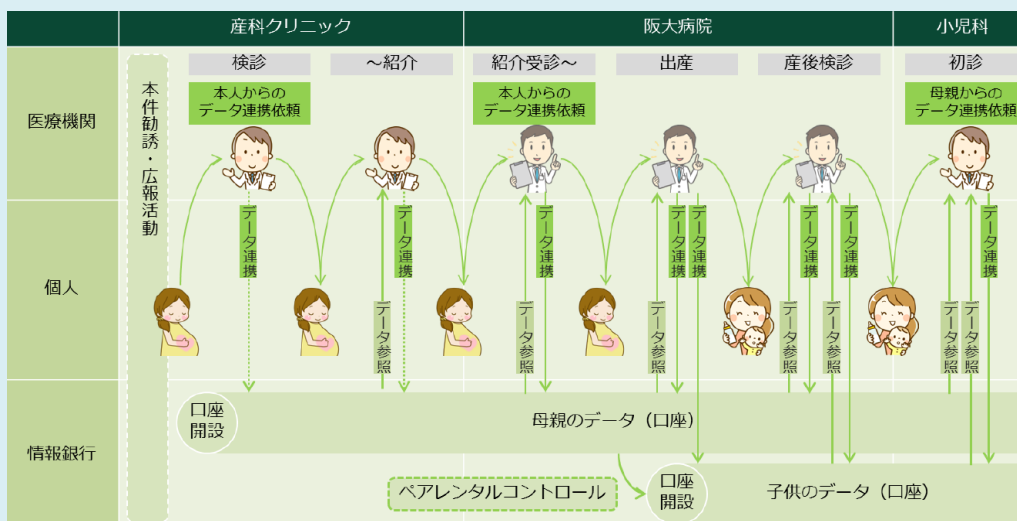 産科クリニック
阪大病院
小児科
医療機関
個人
情報銀行
本件勧誘・広報活動
検診
～紹介
紹介受診～
出産
産後検診
初診
本人からの
データ連携依頼
本人からの
データ連携依頼
母親からの
データ連携依頼
データ連携
データ参照
データ連携
データ参照
データ連携
データ参照
データ連携
データ連携
データ参照
データ連携
データ参照
データ連携
データ参照
データ参照
データ連携
口座
開設
母親のデータ（口座）
ペアレンタルコントロール
口座
開設
子供のデータ（口座）